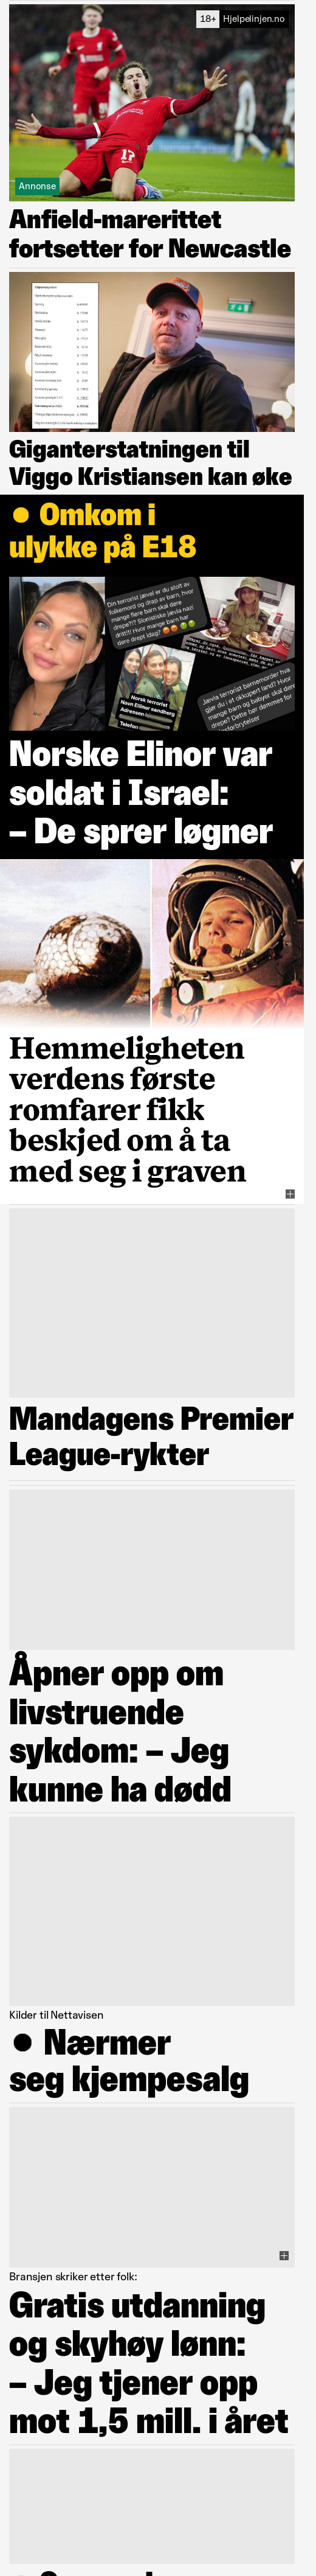 18+ Hjelpelinjen.no
Annonse
Anfield-marerittet
fortsetter for Newcastle
Giganterstatningen til
Viggo Kristiansen kan øke
Omkom i
ulykke på E18
Din terrorist jævel er du stolt av
folkemord og drap av barn, hvor
mange flere barn skal dere
drepe?!? Sionistiske jævla nazi
dritt!!! Hvor mange barn har
dere drept idag?
Norsk terrorist
Navn Elinor sandborg
Adressen
Telefon
Jævla terrorist barnemorder hva
gjør du i et okkupert land? Hvor
mange barn og babyer skal dere
drepe? Dette bør dømmes for
Norske Elinor var
soldat i Israel:
– De sprer løgner
Hemmeligheten
verdens første
romfarer fikk
beskjed om å ta
med seg i graven
Mandagens Premier
League-rykter
Åpner opp om
livstruende
sykdom: – Jeg
kunne ha dødd
Kilder til Nettavisen
Nærmer
seg kjempesalg
Bransjen skriker etter folk:
Gratis utdanning
og skyhøy lønn:
– Jeg tjener opp
mot 1,5 mill. i året